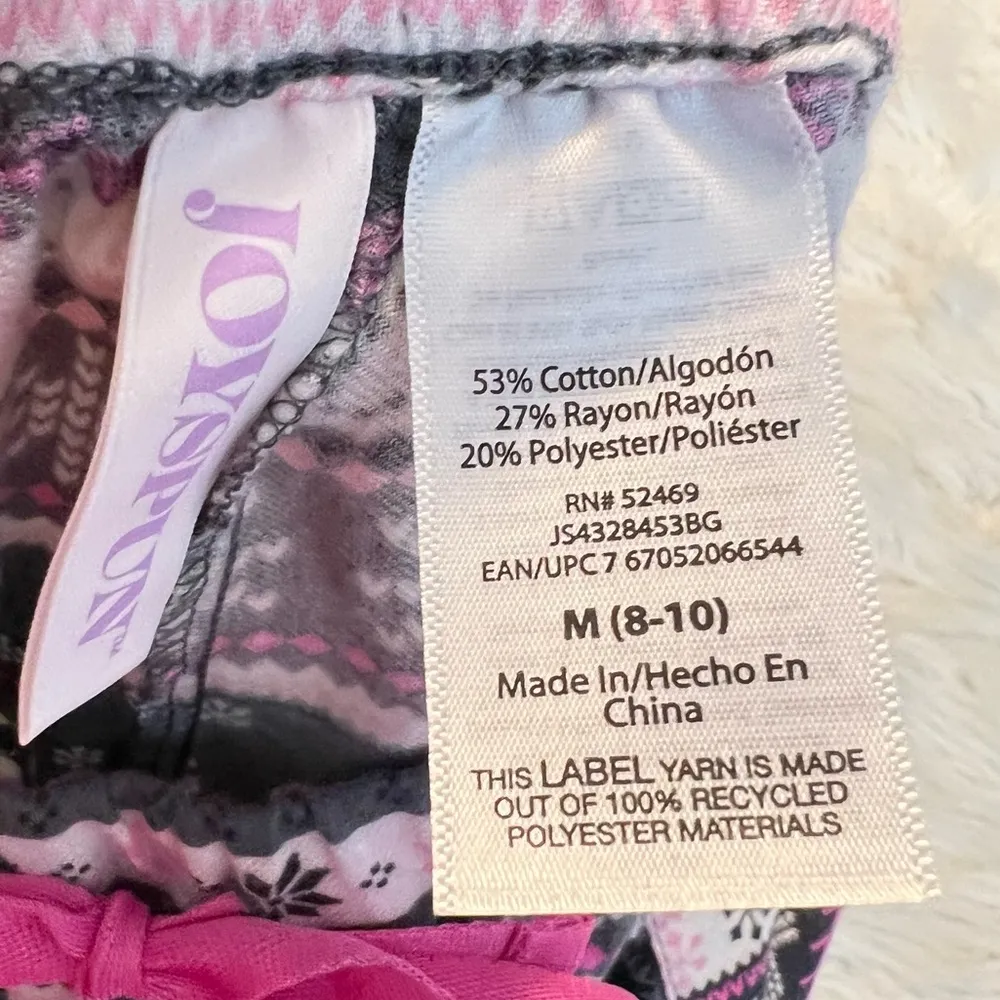 JOYSPUN™
53% Cotton/Algodón
27% Rayon/Rayón
20% Polyester/Poliéster
RN# 52469
JS4328453BG
EAN/UPC 7 67052066544
M (8-10)
Made In/Hecho En
China
THIS LABEL YARN IS MADE
OUT OF 100% RECYCLED
POLYESTER MATERIALS